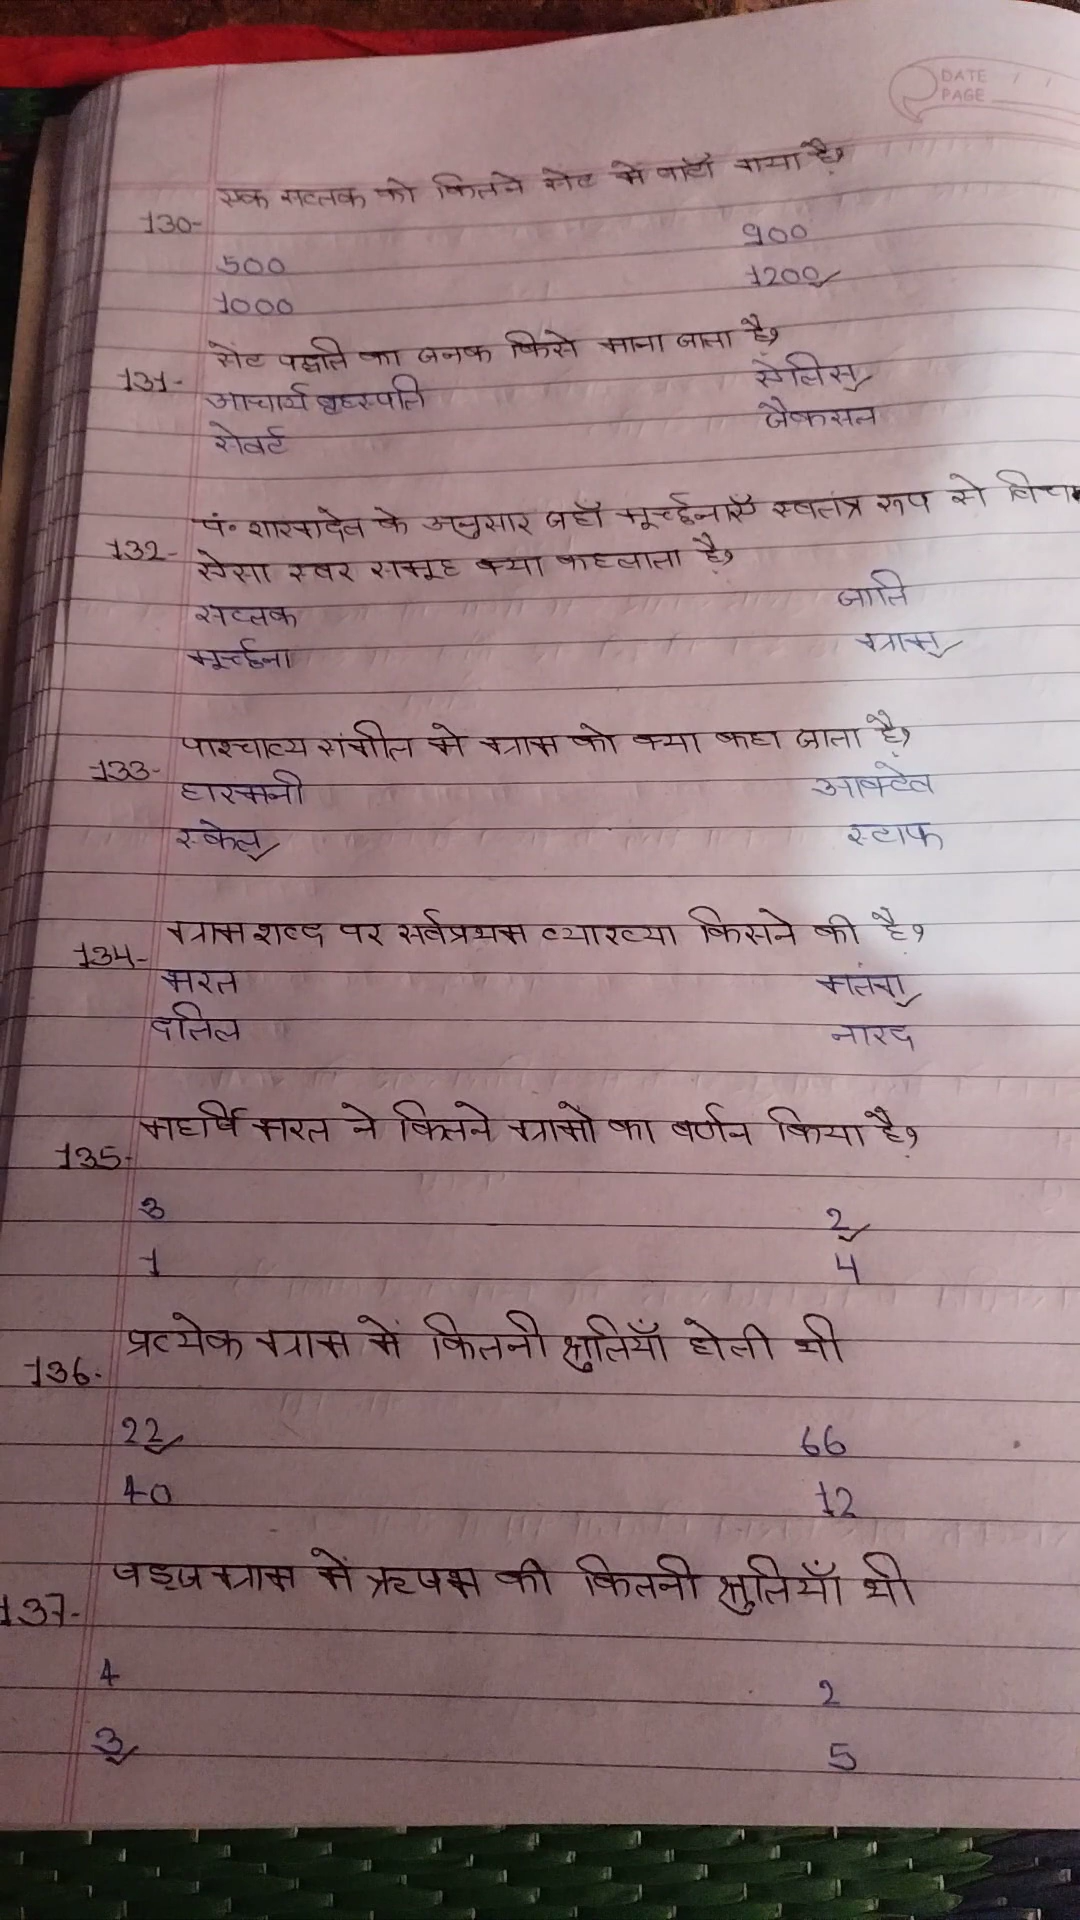 DATE / /
PAGE
130- एक सप्तक को कितने सेंट में बांटा गया है?
500 900
1000 1200✓
131- सेंट पद्धति का जनक किसे माना जाता है?
आचार्य बृहस्पति ऐलिस✓
रोबर्ट जैकसन
132- पं॰ शारंगदेव के अनुसार जहाँ मूर्च्छनाएँ स्वतंत्र रूप से
ऐसा स्वर समूह क्या कहलाता है?
सप्तक जाति
मूर्च्छना ग्राम✓
133- पाश्चात्य संगीत में ग्राम को क्या कहा जाता है?
हारमनी आक्टेव
स्केल✓ स्टाफ
134- ग्राम शब्द पर सर्वप्रथम व्याख्या किसने की है?
भरत मतंग✓
दतिल नारद
135- महर्षि भरत ने कितने ग्रामों का वर्णन किया है?
3 2✓
1 4
136- प्रत्येक ग्राम में कितनी श्रुतियाँ होती थी
22✓ 66
40 12
137- षड्ज ग्राम में ऋषभ की कितनी श्रुतियाँ थी
4 2
3✓ 5